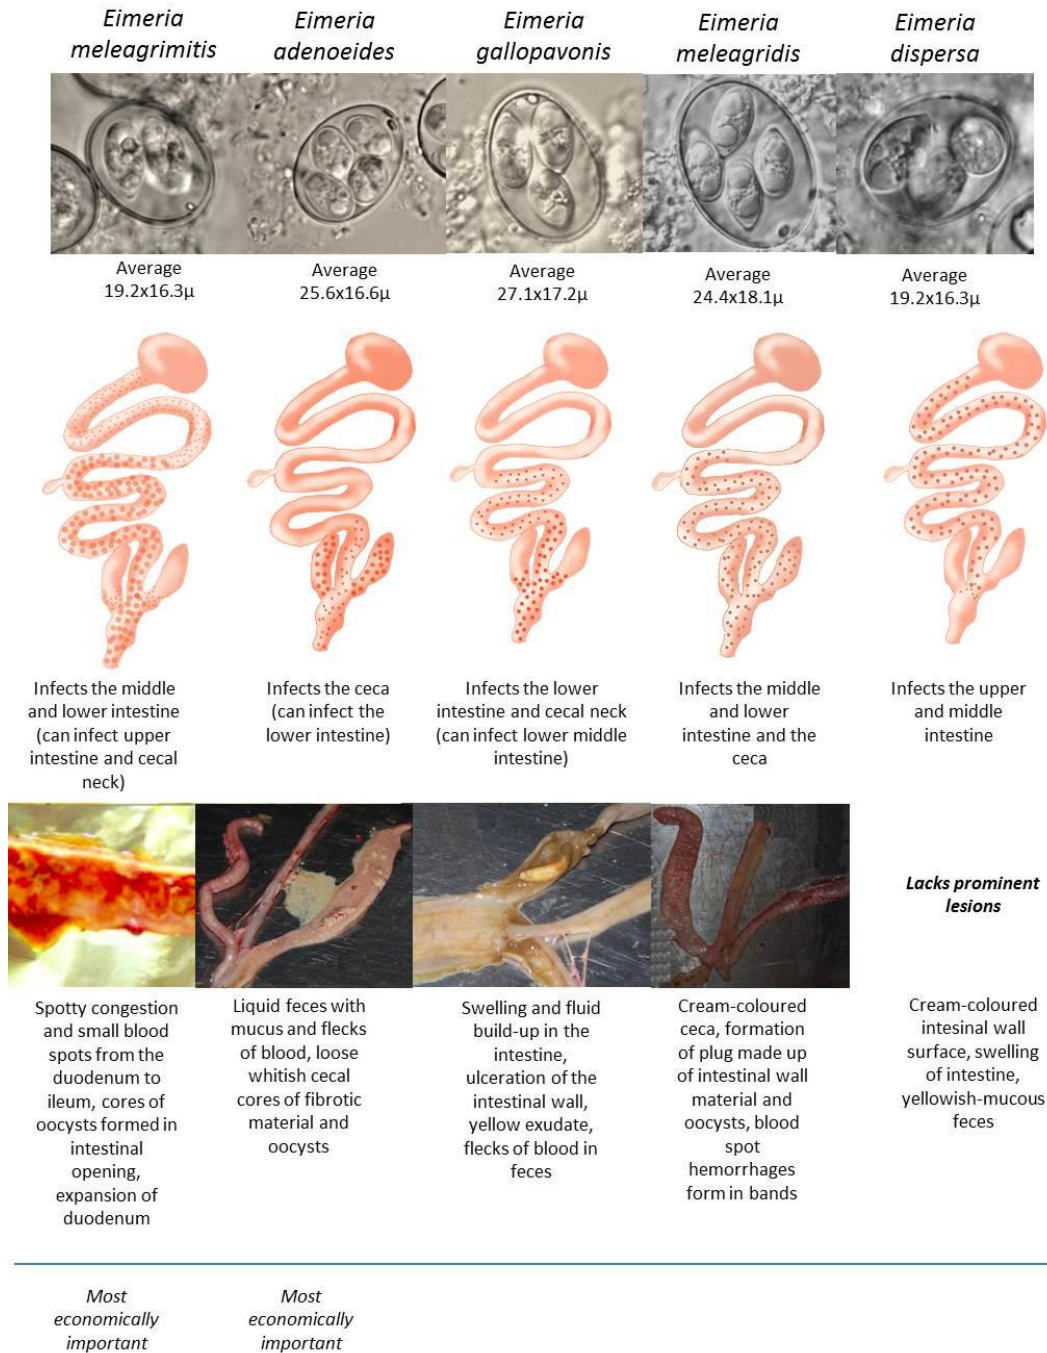 Eimeria
meleagrimitis
Eimeria
adenoeides
Eimeria
gallopavonis
Eimeria
meleagridis
Eimeria
dispersa
Average
19.2x16.3µ
Average
25.6x16.6µ
Average
27.1x17.2µ
Average
24.4x18.1µ
Average
19.2x16.3µ
Infects the middle
and lower intestine
(can infect upper
intestine and cecal
neck)
Infects the ceca
(can infect the
lower intestine)
Infects the lower
intestine and cecal neck
(can infect lower middle
intestine)
Infects the middle
and lower
intestine and the
ceca
Infects the upper
and middle
intestine
Lacks prominent
lesions
Spotty congestion
and small blood
spots from the
duodenum to
ileum, cores of
oocysts formed in
intestinal
opening,
expansion of
duodenum
Liquid feces with
mucus and flecks
of blood, loose
whitish cecal
cores of fibrotic
material and
oocysts
Swelling and fluid
build-up in the
intestine,
ulceration of the
intestinal wall,
yellow exudate,
flecks of blood in
feces
Cream-coloured
ceca, formation
of plug made up
of intestinal wall
material and
oocysts, blood
spot
hemorrhages
form in bands
Cream-coloured
intesinal wall
surface, swelling
of intestine,
yellowish-mucous
feces
Most
economically
important
Most
economically
important